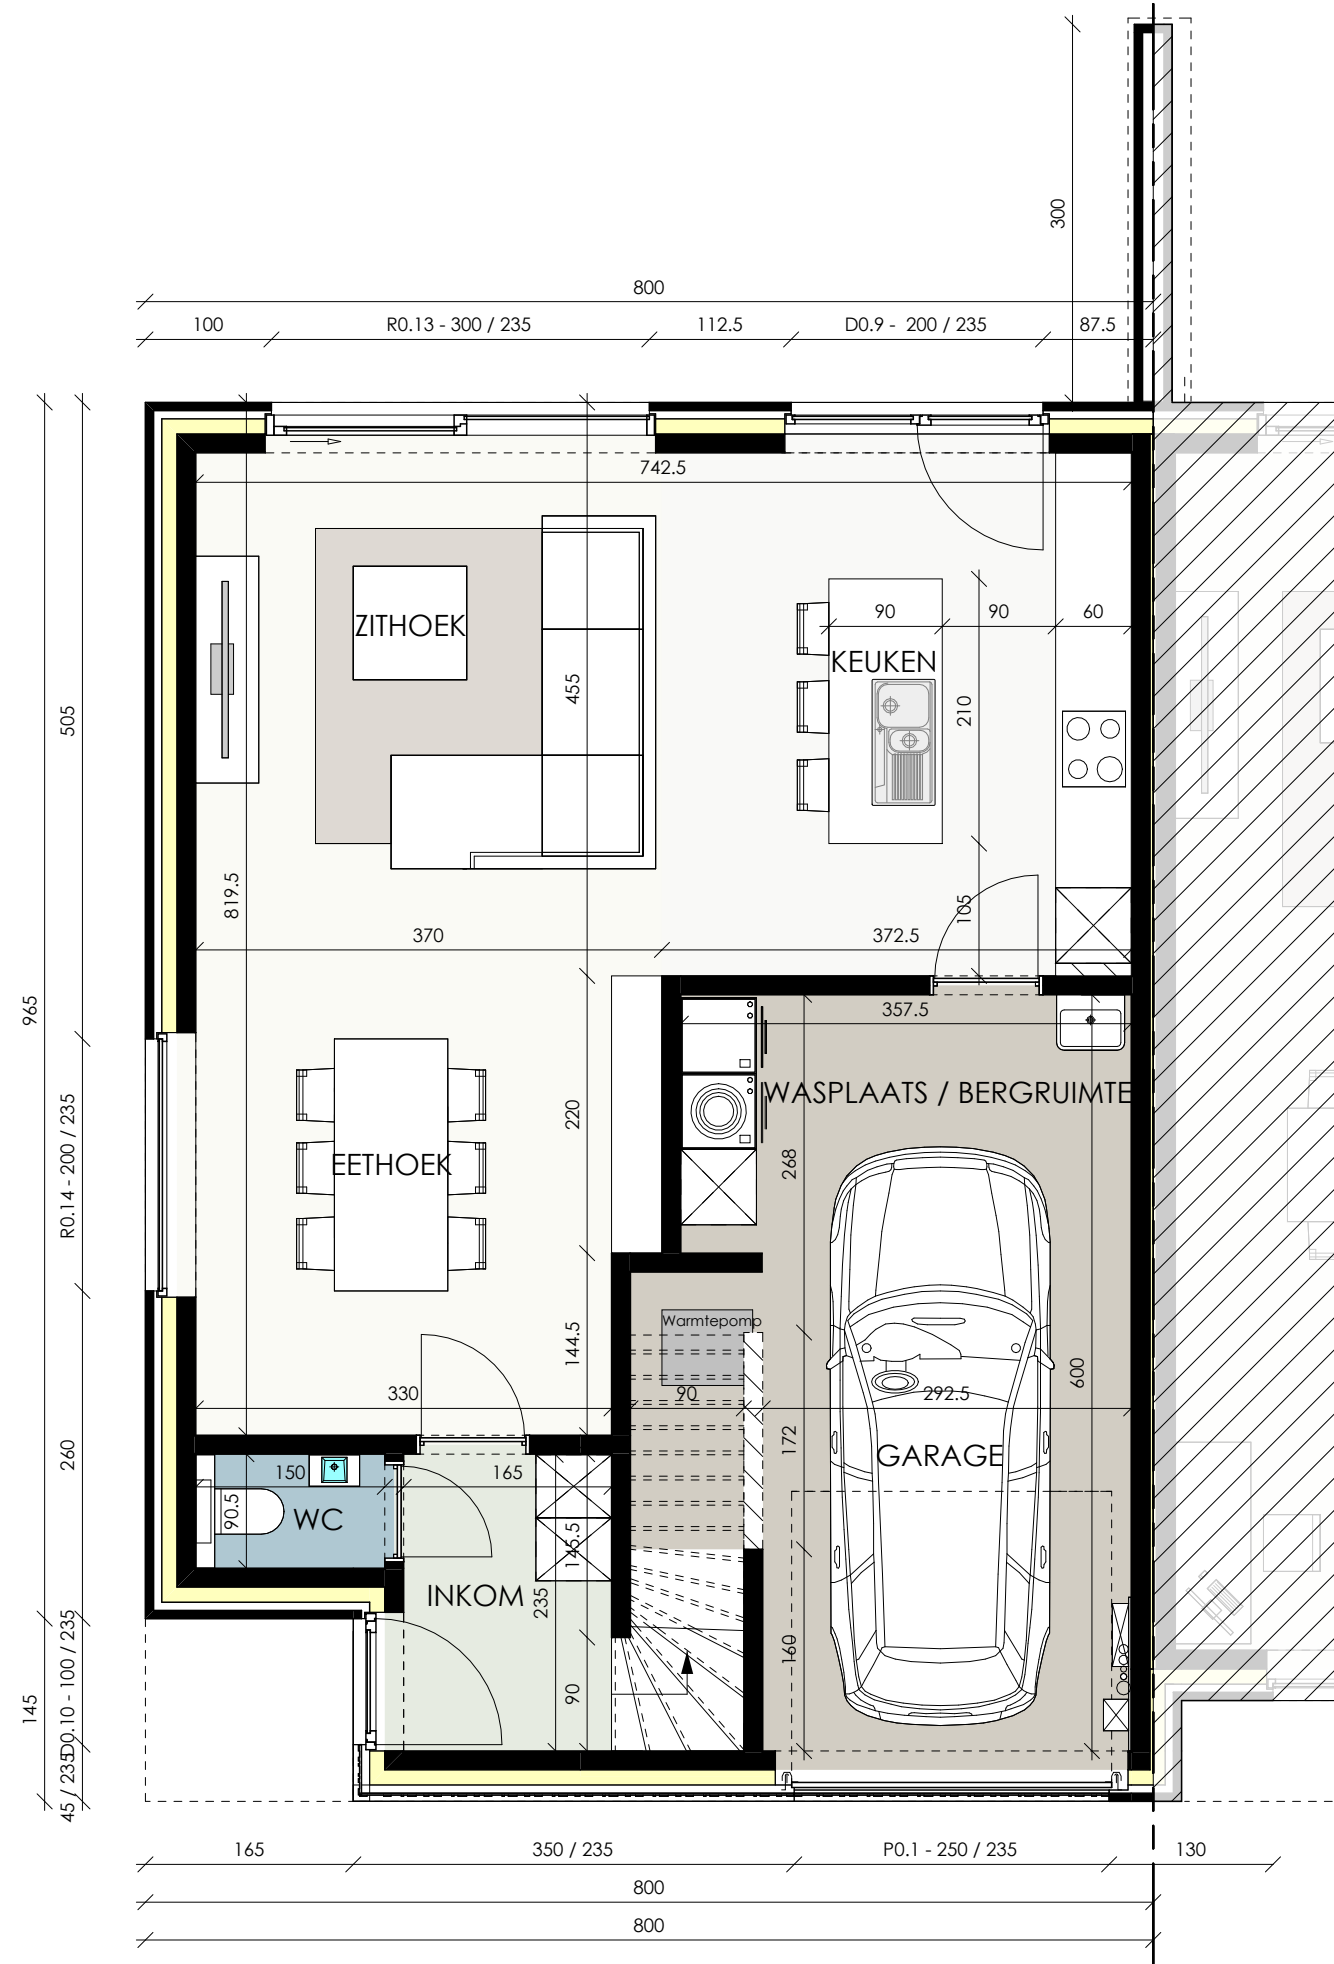 300
800
100
R0.13 - 300 / 235
112.5
D0.9 - 200 / 235
87.5
742.5
ZITHOEK
90
90
60
KEUKEN
455
210
505
819.5
105
370
372.5
965
357.5
WASPLAATS / BERGRUIMTE
220
R0.14 - 200 / 235
268
EETHOEK
Warmtepomp
144.5
600
330
90
292.5
172
260
GARAGE
150
165
90.5
WC
145.5
INKOM
235
160
90
145
D0.10 - 100 / 235
45 / 235
165
350 / 235
P0.1 - 250 / 235
130
800
800